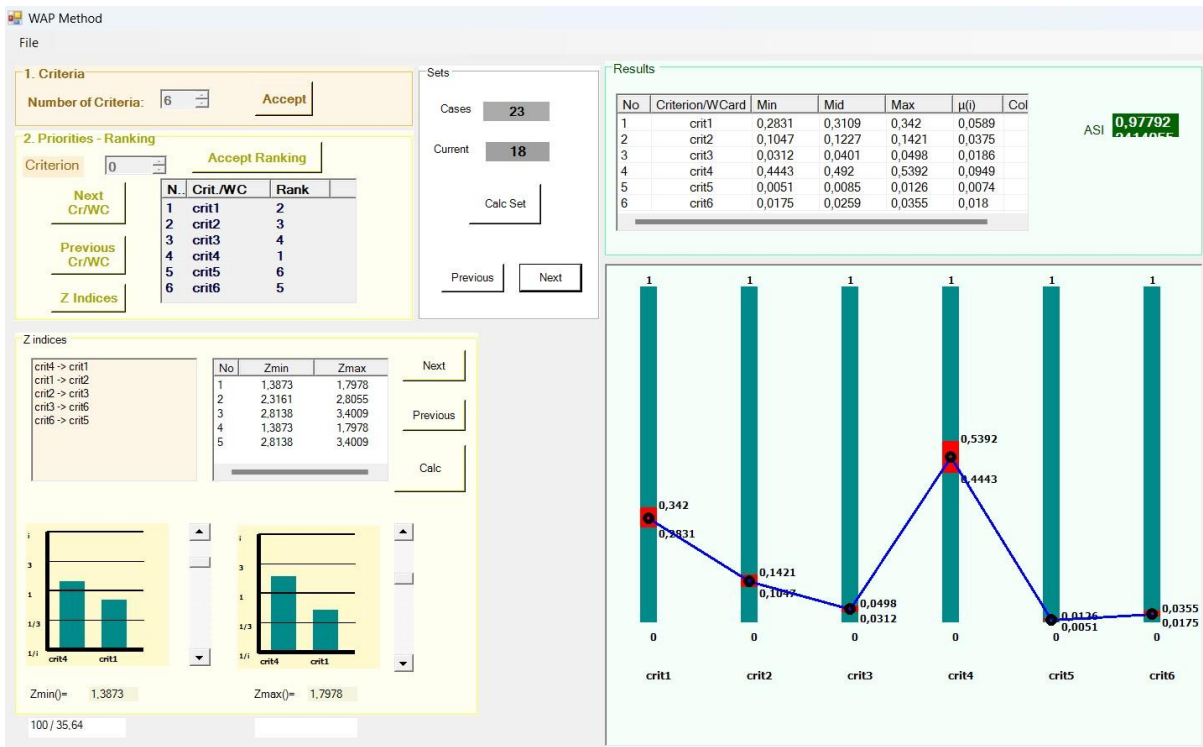 WAP Method
File
1. Criteria
Number of Criteria: 6 Accept
2. Priorities - Ranking
Criterion 0 Accept Ranking
Next Cr/WC
Previous Cr/WC
Z Indices
N.. Crit./WC Rank
1 crit1 2
2 crit2 3
3 crit3 4
4 crit4 1
5 crit5 6
6 crit6 5
Sets
Cases 23
Current 18
Calc Set
Previous Next
Results
No Criterion/WCard Min Mid Max μ(i) Col
1 crit1 0,2831 0,3109 0,342 0,0589
2 crit2 0,1047 0,1227 0,1421 0,0375
3 crit3 0,0312 0,0401 0,0498 0,0186
4 crit4 0,4443 0,492 0,5392 0,0949
5 crit5 0,0051 0,0085 0,0126 0,0074
6 crit6 0,0175 0,0259 0,0355 0,018
ASI 0,97792
Z indices
crit4 -> crit1
crit1 -> crit2
crit2 -> crit3
crit3 -> crit6
crit6 -> crit5
No Zmin Zmax
1 1,3873 1,7978
2 2,3161 2,8055
3 2,8138 3,4009
4 1,3873 1,7978
5 2,8138 3,4009
Next
Previous
Calc
i
3
1
1/3
1/i
crit4 crit1
i
3
1
1/3
1/i
crit4 crit1
Zmin()= 1,3873 Zmax()= 1,7978
100 / 35,64
1 1 1 1 1 1
0,5392
0,4443
0,342
0,2831
0,1421
0,1047
0,0498
0,0312
0,0126
0,0051
0,0355
0,0175
0 0 0 0 0 0
crit1 crit2 crit3 crit4 crit5 crit6